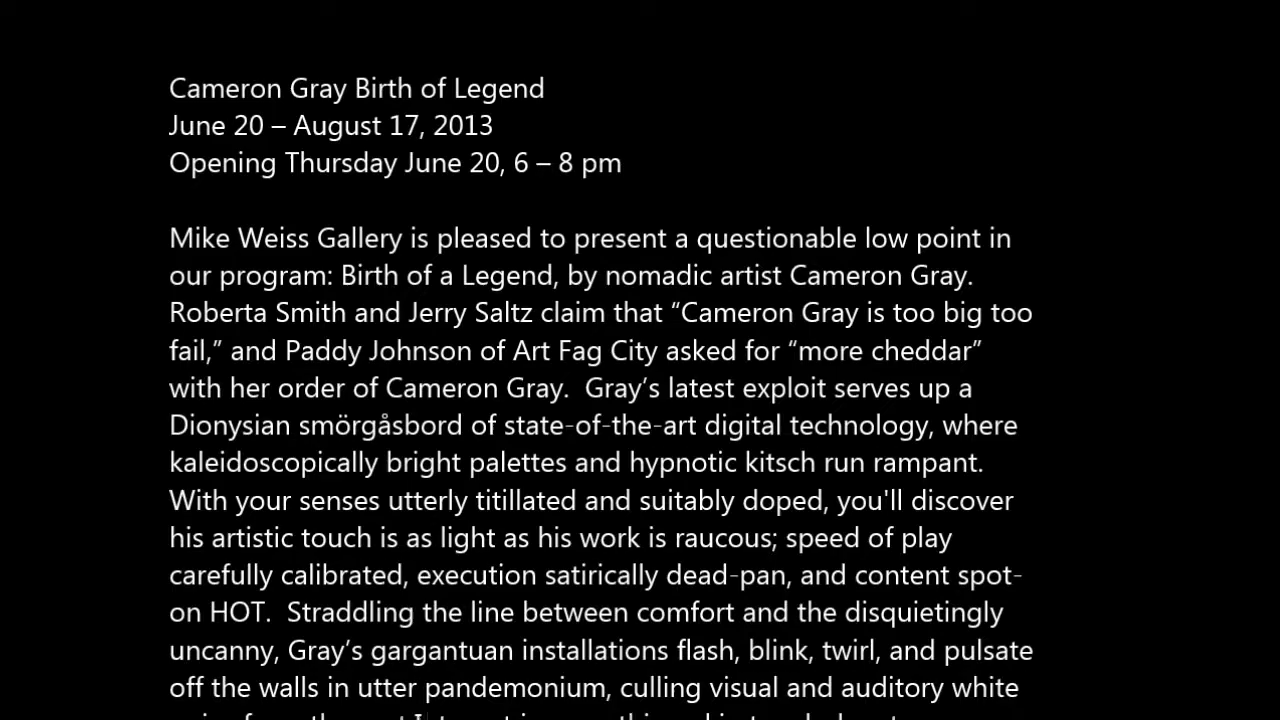 Cameron Gray Birth of Legend
June 20 – August 17, 2013
Opening Thursday June 20, 6 – 8 pm
Mike Weiss Gallery is pleased to present a questionable low point in
our program: Birth of a Legend, by nomadic artist Cameron Gray.
Roberta Smith and Jerry Saltz claim that “Cameron Gray is too big too
fail,” and Paddy Johnson of Art Fag City asked for “more cheddar”
with her order of Cameron Gray.  Gray’s latest exploit serves up a
Dionysian smörgåsbord of state-of-the-art digital technology, where
kaleidoscopically bright palettes and hypnotic kitsch run rampant.
With your senses utterly titillated and suitably doped, you'll discover
his artistic touch is as light as his work is raucous; speed of play
carefully calibrated, execution satirically dead-pan, and content spot-
on HOT.  Straddling the line between comfort and the disquietingly
uncanny, Gray’s gargantuan installations flash, blink, twirl, and pulsate
off the walls in utter pandemonium, culling visual and auditory white